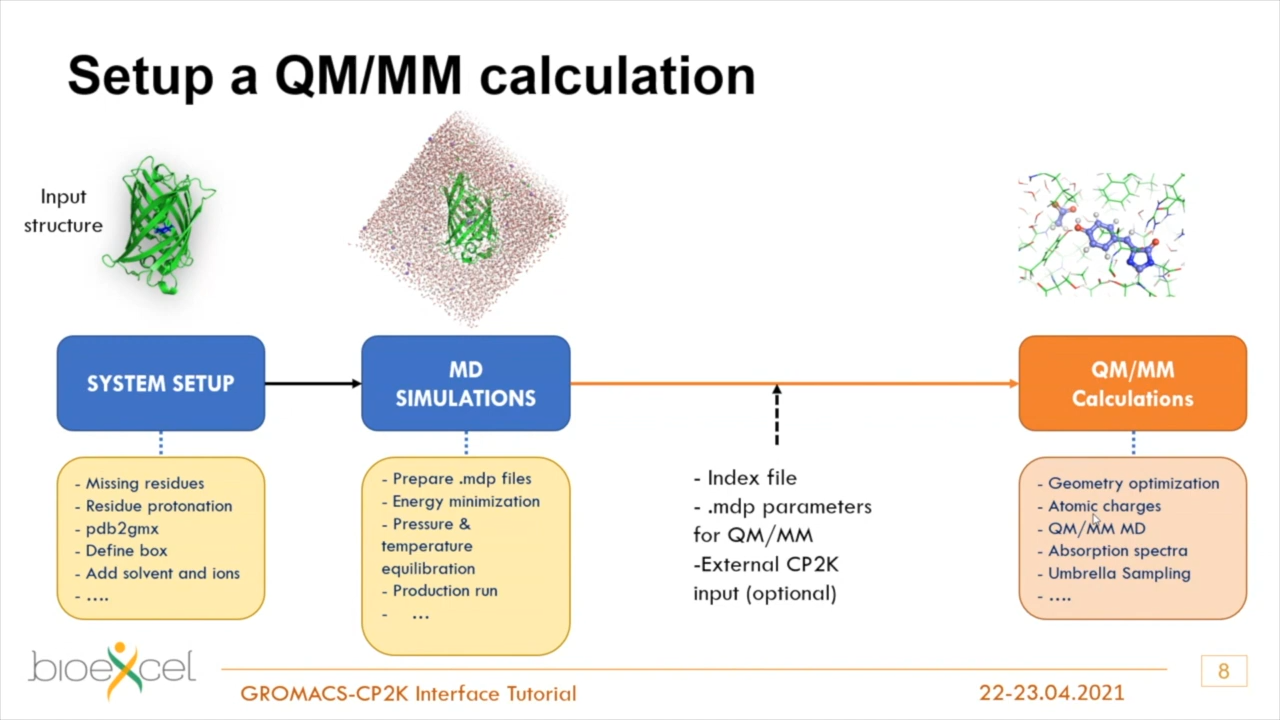 Setup a QM/MM calculation
Input
structure
SYSTEM SETUP
MD
SIMULATIONS
QM/MM
Calculations
- Missing residues
- Residue protonation
- pdb2gmx
- Define box
- Add solvent and ions
- ....
- Prepare .mdp files
- Energy minimization
- Pressure &
temperature
equilibration
- Production run
- ...
- Index file
- .mdp parameters
for QM/MM
-External CP2K
input (optional)
- Geometry optimization
- Atomic charges
- QM/MM MD
- Absorption spectra
- Umbrella Sampling
- ....
bioexcel
GROMACS-CP2K Interface Tutorial
22-23.04.2021
8